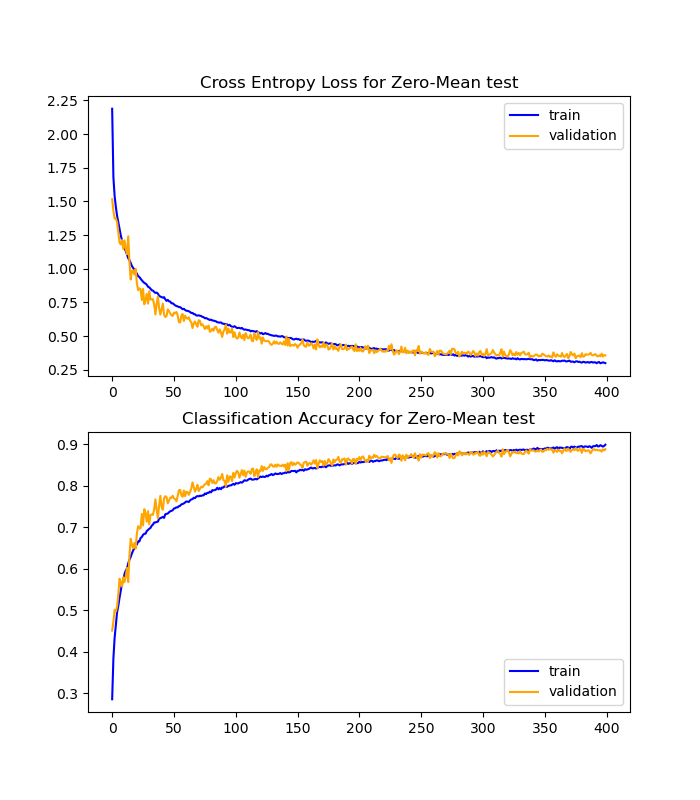 Cross Entropy Loss for Zero-Mean test
2.25
2.00
1.75
1.50
1.25
1.00
0.75
0.50
0.25
train
validation
0 50 100 150 200 250 300 350 400
Classification Accuracy for Zero-Mean test
0.9
0.8
0.7
0.6
0.5
0.4
0.3
train
validation
0 50 100 150 200 250 300 350 400